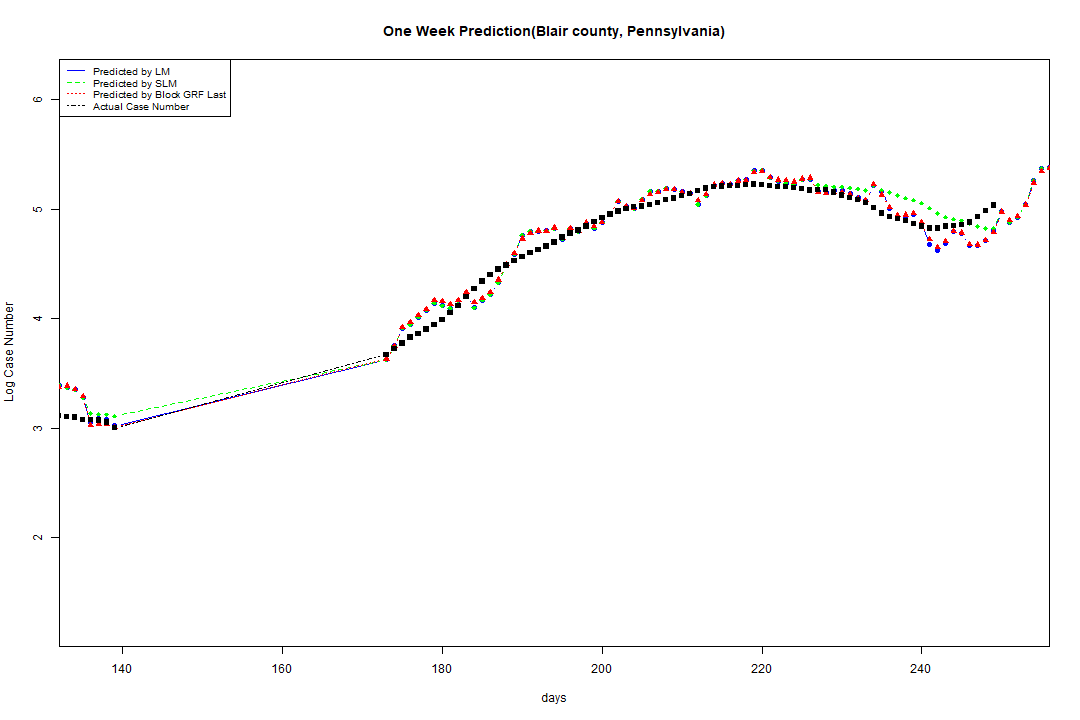 One Week Prediction(Blair county, Pennsylvania)
Predicted by LM
Predicted by SLM
Predicted by Block GRF Last
Actual Case Number
Log Case Number
6
5
4
3
2
140 160 180 200 220 240
days